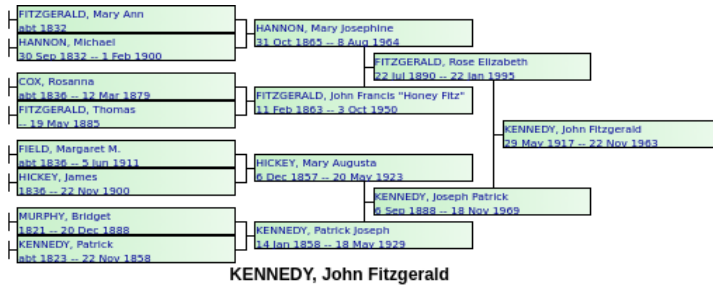 FITZGERALD, Mary Ann
abt 1832
HANNON, Michael
30 Sep 1832 -- 1 Feb 1900
COX, Rosanna
abt 1836 -- 12 Mar 1879
FITZGERALD, Thomas
-- 19 May 1885
FIELD, Margaret M.
abt 1836 -- 5 Jun 1911
HICKEY, James
1836 -- 22 Nov 1900
MURPHY, Bridget
1821 -- 20 Dec 1888
KENNEDY, Patrick
abt 1823 -- 22 Nov 1858
HANNON, Mary Josephine
31 Oct 1865 -- 8 Aug 1964
FITZGERALD, John Francis "Honey Fitz"
11 Feb 1863 -- 3 Oct 1950
HICKEY, Mary Augusta
6 Dec 1857 -- 20 May 1923
KENNEDY, Patrick Joseph
14 Jan 1858 -- 18 May 1929
FITZGERALD, Rose Elizabeth
22 Jul 1890 -- 22 Jan 1995
KENNEDY, Joseph Patrick
6 Sep 1888 -- 18 Nov 1969
KENNEDY, John Fitzgerald
29 May 1917 -- 22 Nov 1963
KENNEDY, John Fitzgerald